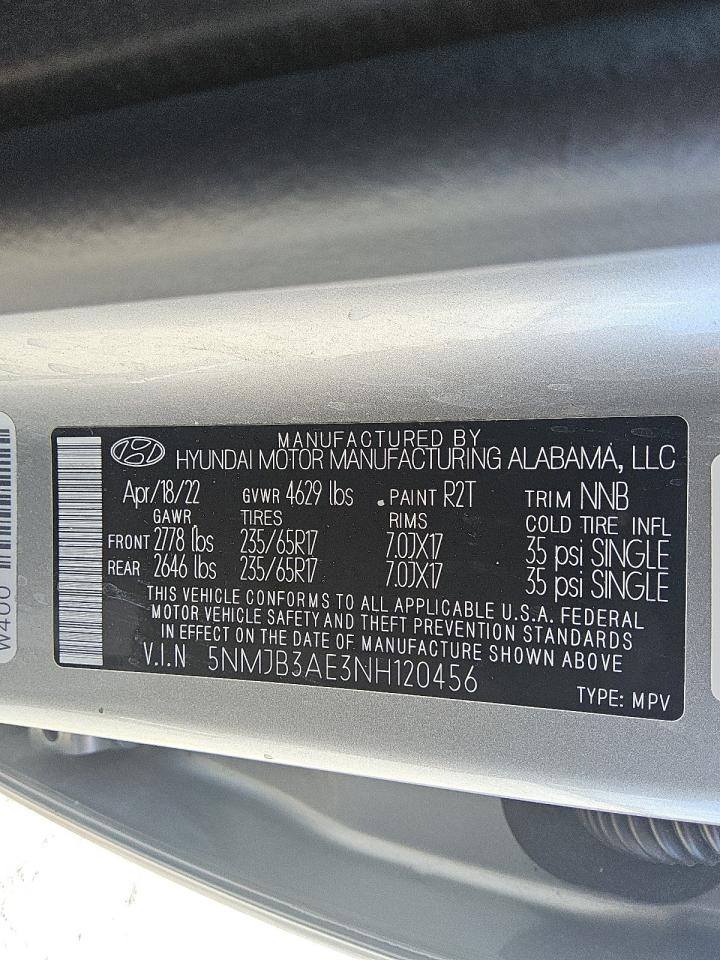 MANUFACTURED BY
HYUNDAI MOTOR MANUFACTURING ALABAMA, LLC
Apr/18/22 GVWR 4629 lbs PAINT R2T TRIM NNB
GAWR TIRES RIMS COLD TIRE INFL
FRONT 2778 lbs 235/65R17 7.0JX17 35 psi SINGLE
REAR 2646 lbs 235/65R17 7.0JX17 35 psi SINGLE
THIS VEHICLE CONFORMS TO ALL APPLICABLE U.S.A. FEDERAL
MOTOR VEHICLE SAFETY AND THEFT PREVENTION STANDARDS
IN EFFECT ON THE DATE OF MANUFACTURE SHOWN ABOVE
V.I.N 5NMJB3AE3NH120456
TYPE: MPV
W400